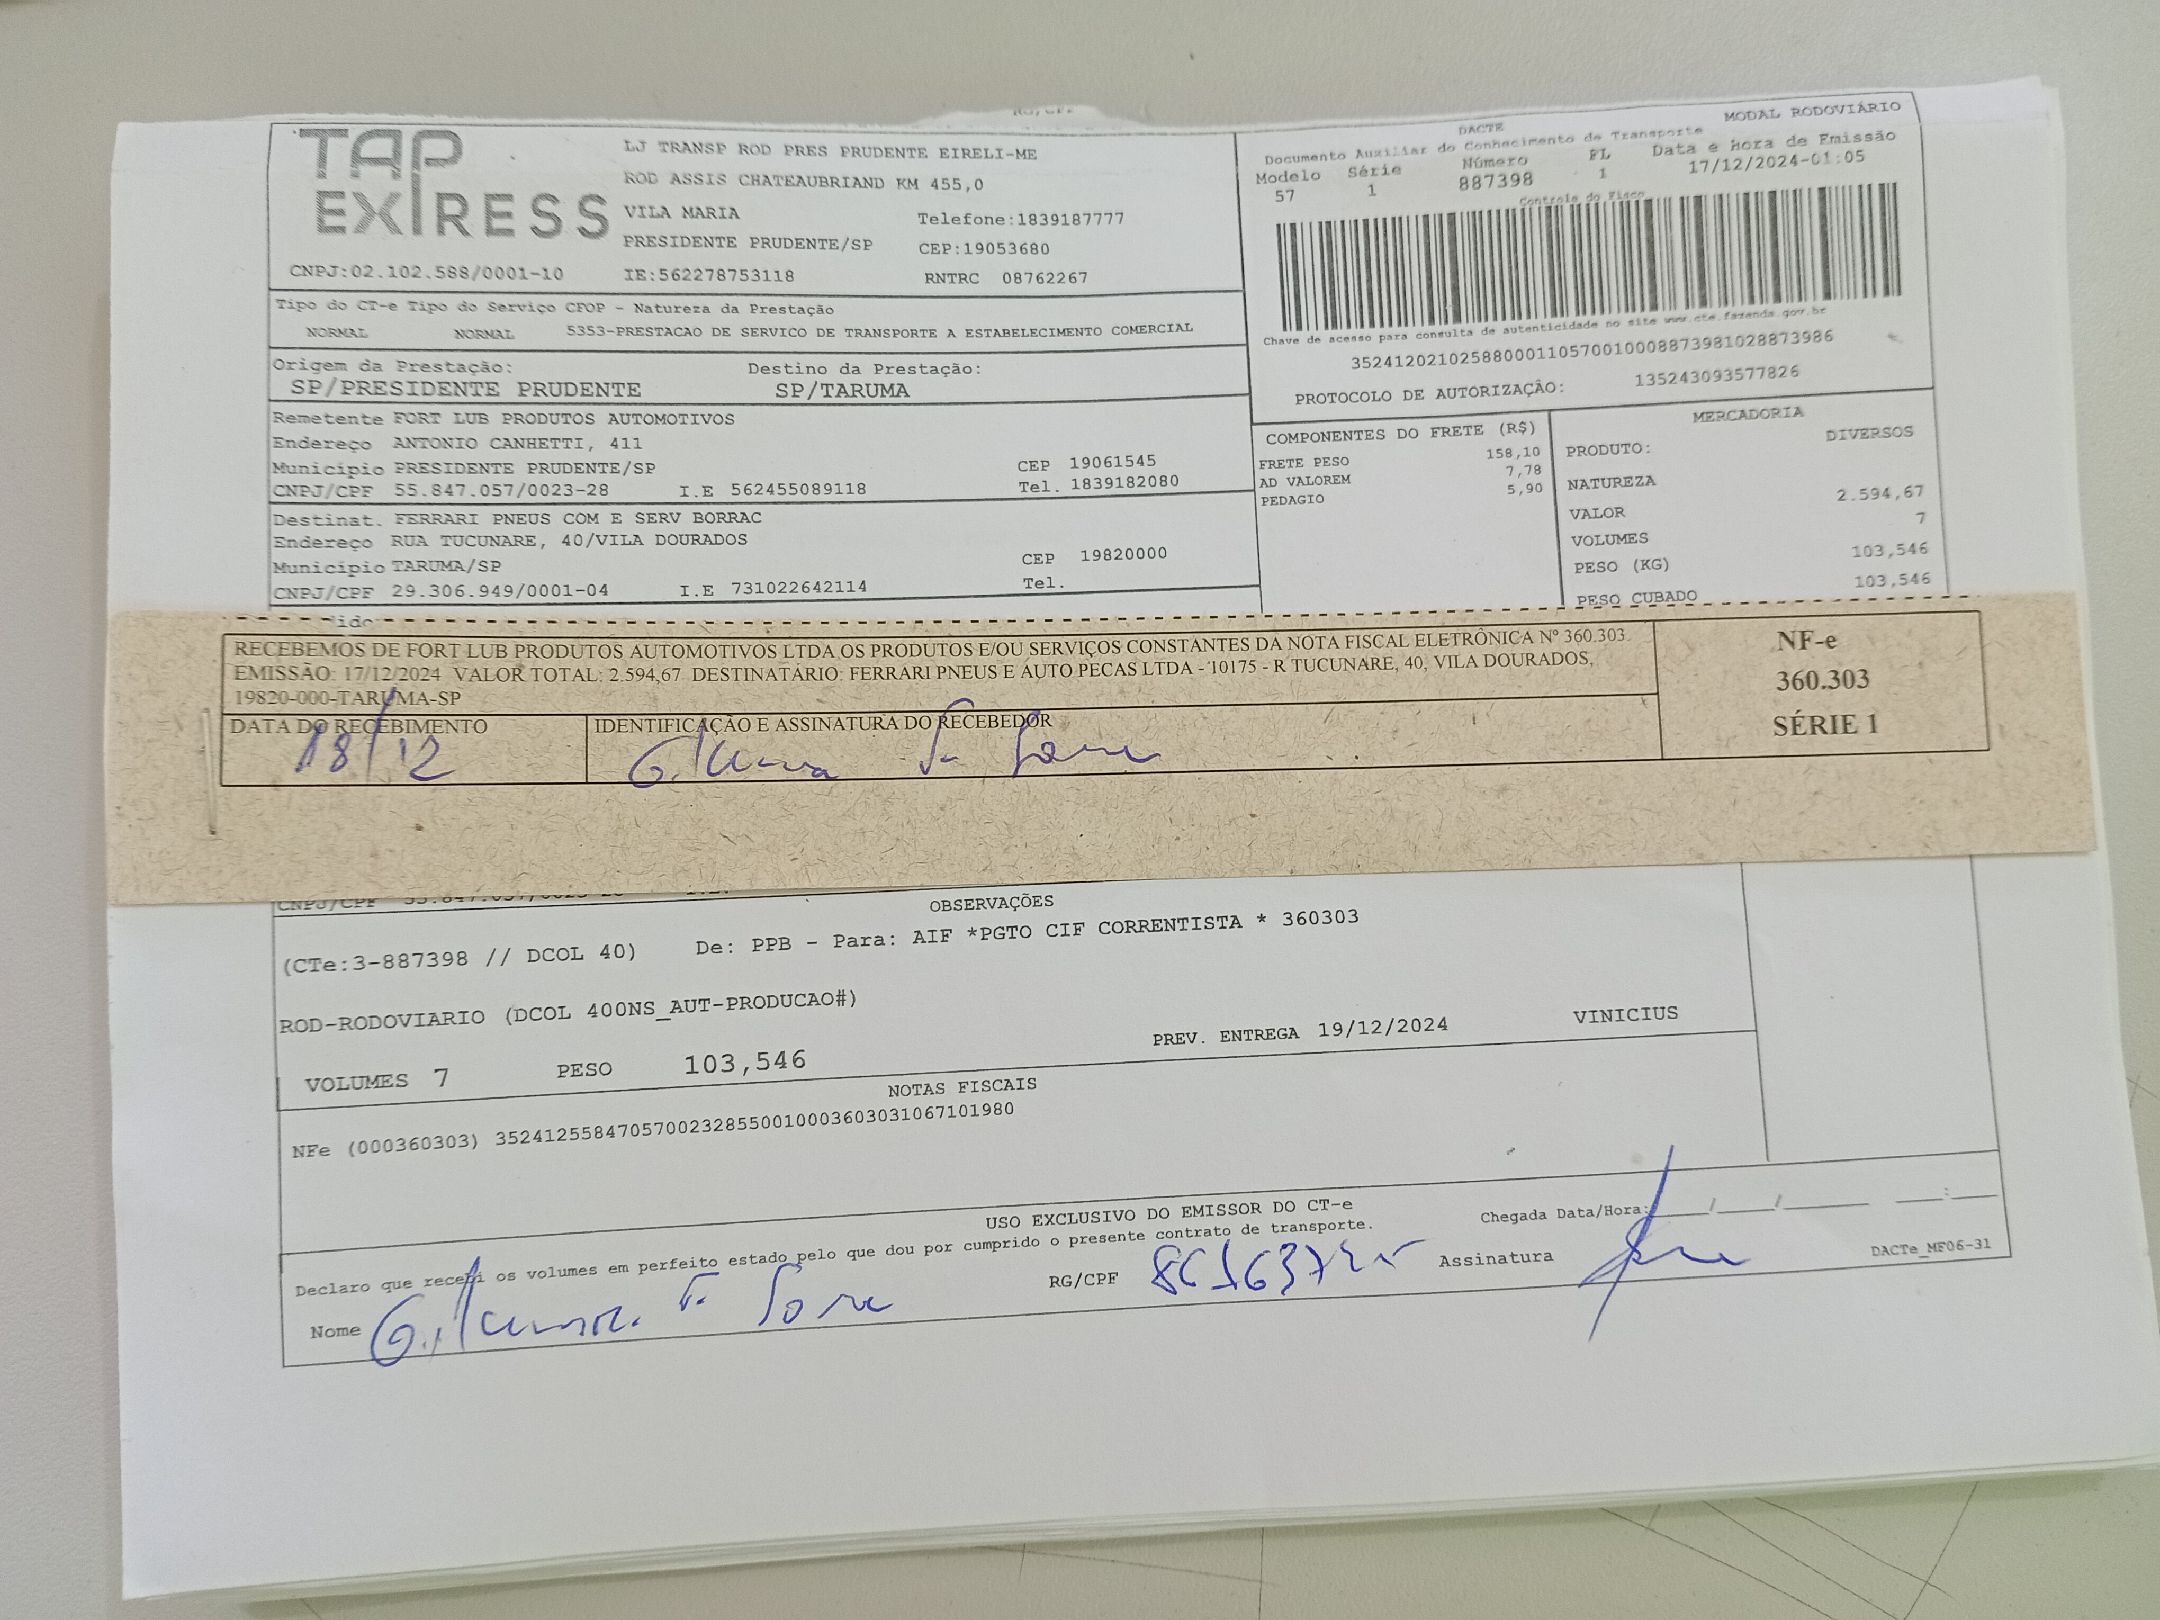 TAP
EXPRESS
LJ TRANSP ROD PRES PRUDENTE EIRELI-ME
ROD ASSIS CHATEAUBRIAND KM 455,0
VILA MARIA Telefone:1839187777
PRESIDENTE PRUDENTE/SP CEP:19053680
CNPJ:02.102.588/0001-10 IE:562278753118 RNTRC 08762267
MODAL RODOVIÁRIO
DACTE
Documento Auxiliar do Conhecimento de Transporte
Modelo Série Número FL Data e Hora de Emissão
57 1 887398 1 17/12/2024-01:05
Controle do Fisco
Chave de acesso para consulta de autenticidade no site www.cte.fazenda.gov.br
35241202102588000110570010008873981028873986
PROTOCOLO DE AUTORIZAÇÃO: 135243093577826
Tipo do CT-e Tipo do Serviço CFOP - Natureza da Prestação
NORMAL NORMAL 5353-PRESTACAO DE SERVICO DE TRANSPORTE A ESTABELECIMENTO COMERCIAL
Origem da Prestação: Destino da Prestação:
SP/PRESIDENTE PRUDENTE SP/TARUMA
Remetente FORT LUB PRODUTOS AUTOMOTIVOS
Endereço ANTONIO CANHETTI, 411
Município PRESIDENTE PRUDENTE/SP CEP 19061545
CNPJ/CPF 55.847.057/0023-28 I.E 562455089118 Tel. 1839182080
Destinat. FERRARI PNEUS COM E SERV BORRAC
Endereço RUA TUCUNARE, 40/VILA DOURADOS
Município TARUMA/SP CEP 19820000
CNPJ/CPF 29.306.949/0001-04 I.E 731022642114 Tel.
COMPONENTES DO FRETE (R$)
FRETE PESO 158,10
AD VALOREM 7,78
PEDAGIO 5,90
MERCADORIA
PRODUTO: DIVERSOS
NATUREZA
VALOR 2.594,67
VOLUMES 7
PESO (KG) 103,546
PESO CUBADO 103,546
RECEBEMOS DE FORT LUB PRODUTOS AUTOMOTIVOS LTDA OS PRODUTOS E/OU SERVIÇOS CONSTANTES DA NOTA FISCAL ELETRÔNICA Nº 360.303.
EMISSÃO: 17/12/2024 VALOR TOTAL: 2.594,67 DESTINATÁRIO: FERRARI PNEUS E AUTO PECAS LTDA - 10175 - R TUCUNARE, 40, VILA DOURADOS,
19820-000-TARUMA-SP
DATA DO RECEBIMENTO IDENTIFICAÇÃO E ASSINATURA DO RECEBEDOR
18/12
NF-e
360.303
SÉRIE 1
CNPJ/CPF 55.847.057/0023-28
OBSERVAÇÕES
(CTe:3-887398 // DCOL 40) De: PPB - Para: AIF *PGTO CIF CORRENTISTA * 360303
ROD-RODOVIARIO (DCOL 400NS_AUT-PRODUCAO#)
PREV. ENTREGA 19/12/2024 VINICIUS
VOLUMES 7 PESO 103,546
NOTAS FISCAIS
NFe (000360303) 35241255847057002328550010003603031067101980
USO EXCLUSIVO DO EMISSOR DO CT-e
Declaro que recebi os volumes em perfeito estado pelo que dou por cumprido o presente contrato de transporte.
Chegada Data/Hora: / / :
Nome RG/CPF Assinatura
DACTe_MF06-31